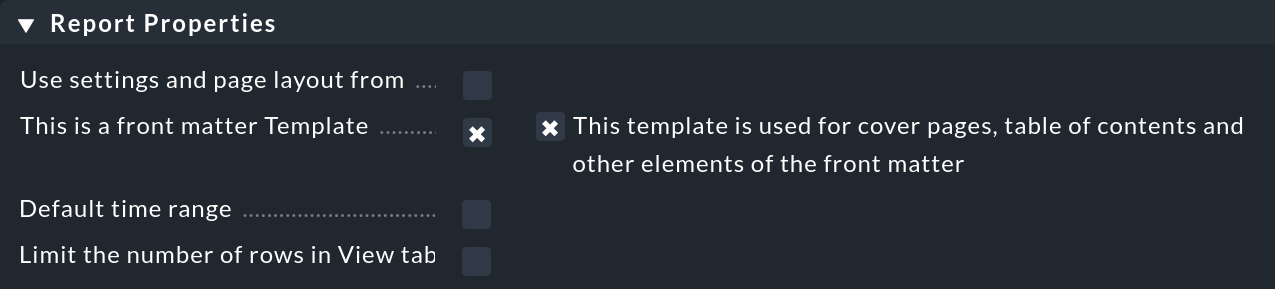 Report Properties
Use settings and page layout from ....
This is a front matter Template ..........
This template is used for cover pages, table of contents and
other elements of the front matter
Default time range ................................
Limit the number of rows in View tab